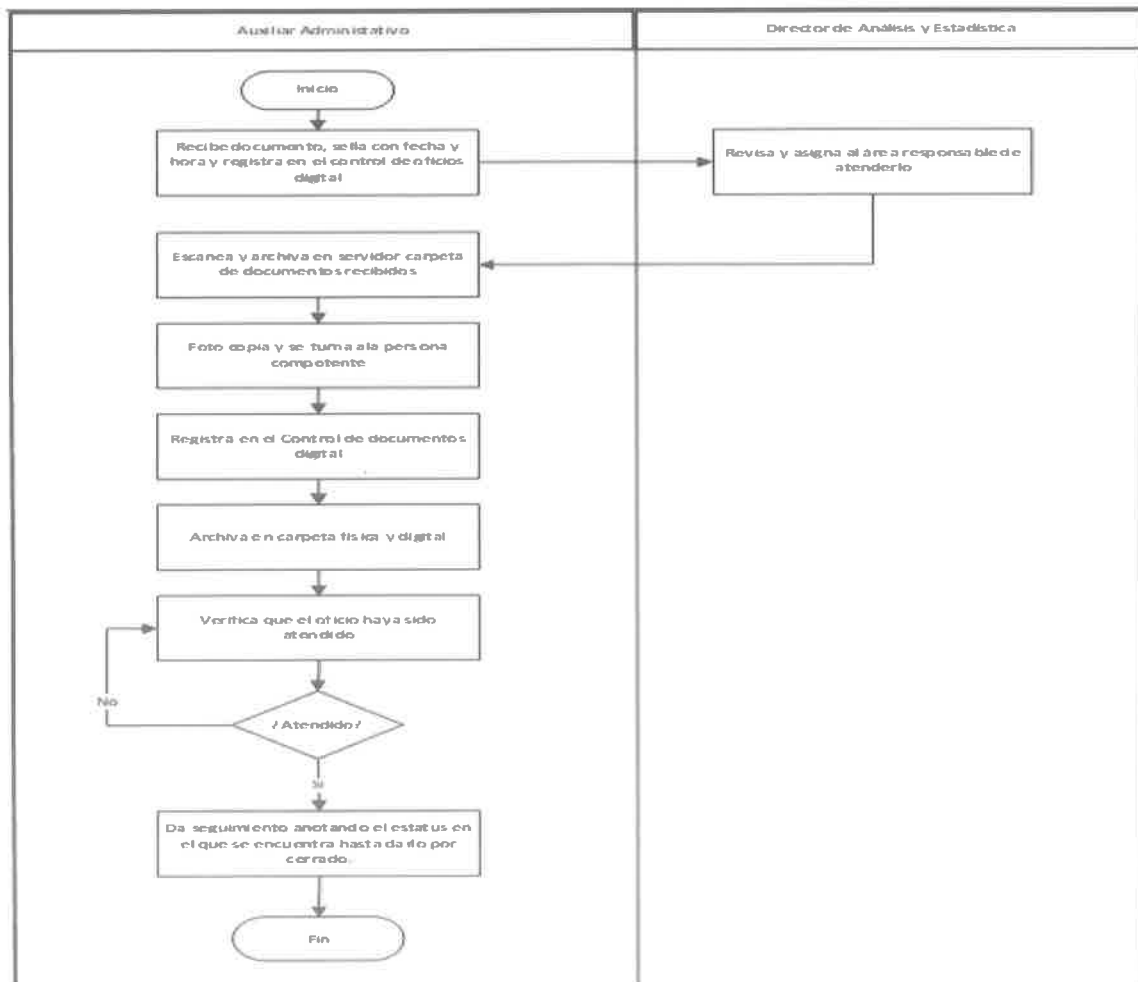 Auxiliar Administrativo
Director de Análisis y Estadística
Inicio
Recibe documento, sella con fecha y
hora y registra en el control de oficios
digital
Revisa y asigna al área responsable de
atenderlo
Escanea y archiva en servidor carpeta
de documentos recibidos
Foto copia y se turna a la persona
competente
Registra en el Control de documentos
digital
Archiva en carpeta física y digital
Verifica que el oficio haya sido
atendido
No
¿Atendido?
Si
Da seguimiento anotando el estatus en
el que se encuentra hasta darlo por
cerrado.
Fin